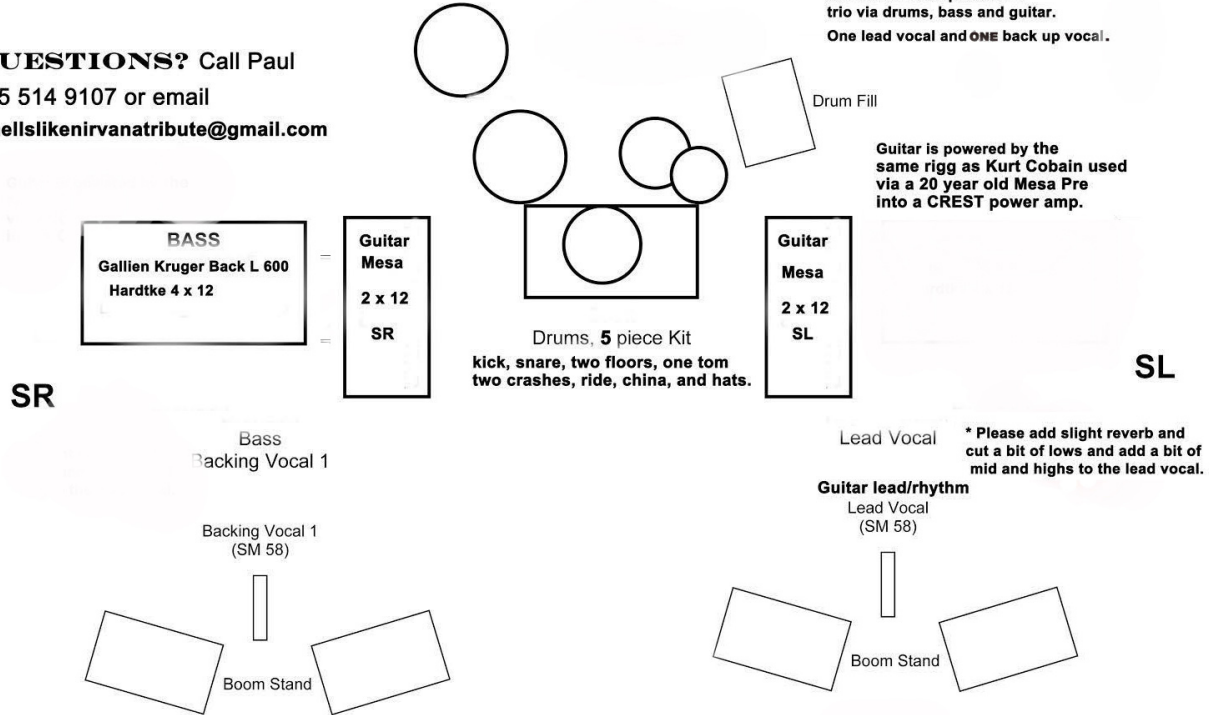 trio via drums, bass and guitar.
One lead vocal and ONE back up vocal.
UESTIONS? Call Paul
5 514 9107 or email
ellslikenirvanatribute@gmail.com
Drum Fill
Guitar is powered by the
same rigg as Kurt Cobain used
via a 20 year old Mesa Pre
into a CREST power amp.
BASS
Gallien Kruger Back L 600
Hardtke 4 x 12
Guitar
Mesa
2 x 12
SR
Guitar
Mesa
2 x 12
SL
Drums, 5 piece Kit
kick, snare, two floors, one tom
two crashes, ride, china, and hats.
SR
SL
Bass
Backing Vocal 1
Lead Vocal
* Please add slight reverb and
cut a bit of lows and add a bit of
mid and highs to the lead vocal.
Guitar lead/rhythm
Lead Vocal
(SM 58)
Backing Vocal 1
(SM 58)
Boom Stand
Boom Stand